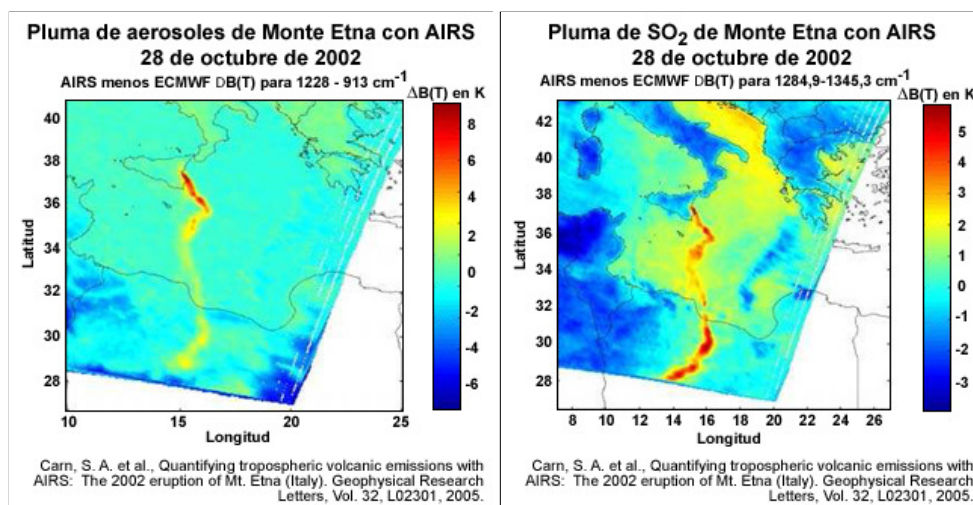 Pluma de aerosoles de Monte Etna con AIRS
28 de octubre de 2002
AIRS menos ECMWF DB(T) para 1228 - 913 cm⁻¹
ΔB(T) en K
40
38
36
34
32
30
28
Latitud
10
15
20
25
Longitud
8
6
4
2
0
-2
-4
-6
Carn, S. A. et al., Quantifying tropospheric volcanic emissions with
AIRS: The 2002 eruption of Mt. Etna (Italy). Geophysical Research
Letters, Vol. 32, L02301, 2005.
Pluma de SO₂ de Monte Etna con AIRS
28 de octubre de 2002
AIRS menos ECMWF DB(T) para 1284,9-1345,3 cm⁻¹
ΔB(T) en K
42
40
38
36
34
32
30
28
Latitud
8
10
12
14
16
18
20
22
24
26
Longitud
5
4
3
2
1
0
-1
-2
-3
Carn, S. A. et al., Quantifying tropospheric volcanic emissions with
AIRS: The 2002 eruption of Mt. Etna (Italy). Geophysical Research
Letters, Vol. 32, L02301, 2005.